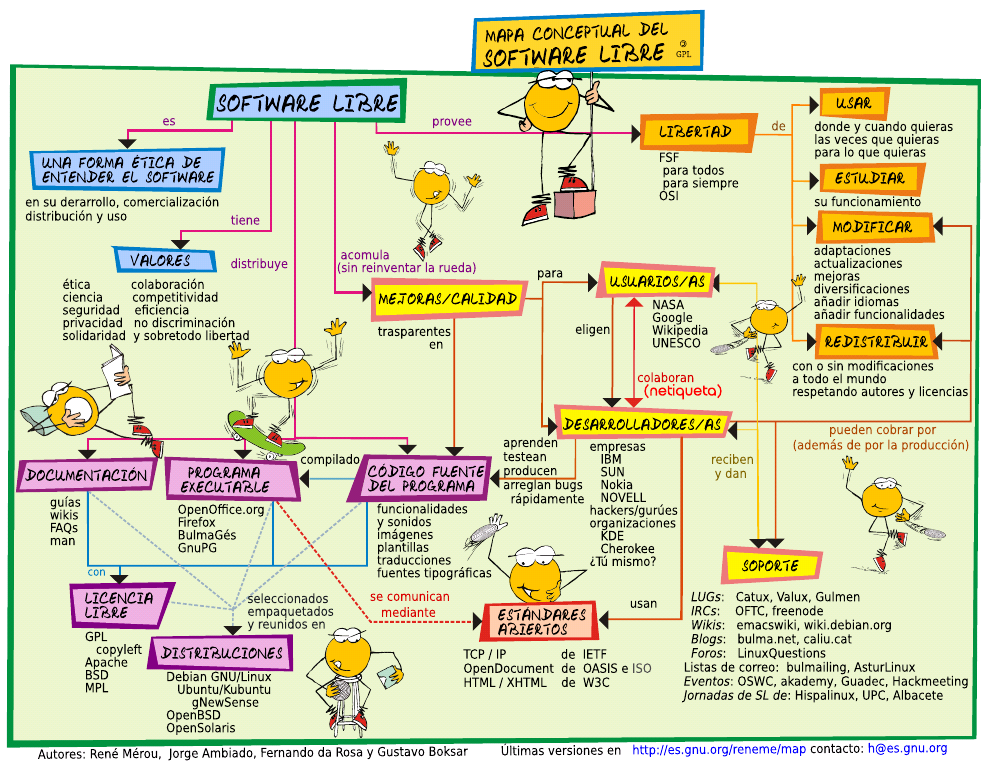 MAPA CONCEPTUAL DEL
SOFTWARE LIBRE
GPL
SOFTWARE LIBRE
es
UNA FORMA ÉTICA DE
ENTENDER EL SOFTWARE
en su derarrollo, comercialización
distribución y uso
tiene
VALORES
ética
ciencia
seguridad
privacidad
solidaridad
colaboración
competitividad
eficiencia
no discriminación
y sobretodo libertad
distribuye
acomula
(sin reinventar la rueda)
provee
LIBERTAD
FSF
para todos
para siempre
OSI
de
USAR
donde y cuando quieras
las veces que quieras
para lo que quieras
ESTUDIAR
su funcionamiento
MODIFICAR
adaptaciones
actualizaciones
mejoras
diversificaciones
añadir idiomas
añadir funcionalidades
REDISTRIBUIR
con o sin modificaciones
a todo el mundo
respetando autores y licencias
MEJORAS/CALIDAD
trasparentes
en
para
USUARIOS/AS
NASA
Google
Wikipedia
UNESCO
eligen
colaboran
(netiqueta)
DESARROLLADORES/AS
empresas
IBM
SUN
Nokia
NOVELL
hackers/gurúes
organizaciones
KDE
Cherokee
¿Tú mismo?
aprenden
testean
producen
arreglan bugs
rápidamente
reciben
y dan
pueden cobrar por
(además de por la producción)
DOCUMENTACIÓN
guías
wikis
FAQs
man
PROGRAMA
EXECUTABLE
OpenOffice.org
Firefox
BulmaGés
GnuPG
compilado
CÓDIGO FUENTE
DEL PROGRAMA
funcionalidades
y sonidos
imágenes
plantillas
traducciones
fuentes tipográficas
con
LICENCIA
LIBRE
GPL
copyleft
Apache
BSD
MPL
seleccionados
empaquetados
y reunidos en
DISTRIBUCIONES
Debian GNU/Linux
Ubuntu/Kubuntu
gNewSense
OpenBSD
OpenSolaris
se comunican
mediante
ESTÁNDARES
ABIERTOS
usan
TCP / IP de IETF
OpenDocument de OASIS e ISO
HTML / XHTML de W3C
SOPORTE
LUGs: Catux, Valux, Gulmen
IRCs: OFTC, freenode
Wikis: emacswiki, wiki.debian.org
Blogs: bulma.net, caliu.cat
Foros: LinuxQuestions
Listas de correo: bulmailing, AsturLinux
Eventos: OSWC, akademy, Guadec, Hackmeeting
Jornadas de SL de: Hispalinux, UPC, Albacete
Autores: René Mérou, Jorge Ambiado, Fernando da Rosa y Gustavo Boksar
Últimas versiones en http://es.gnu.org/reneme/map contacto: h@es.gnu.org